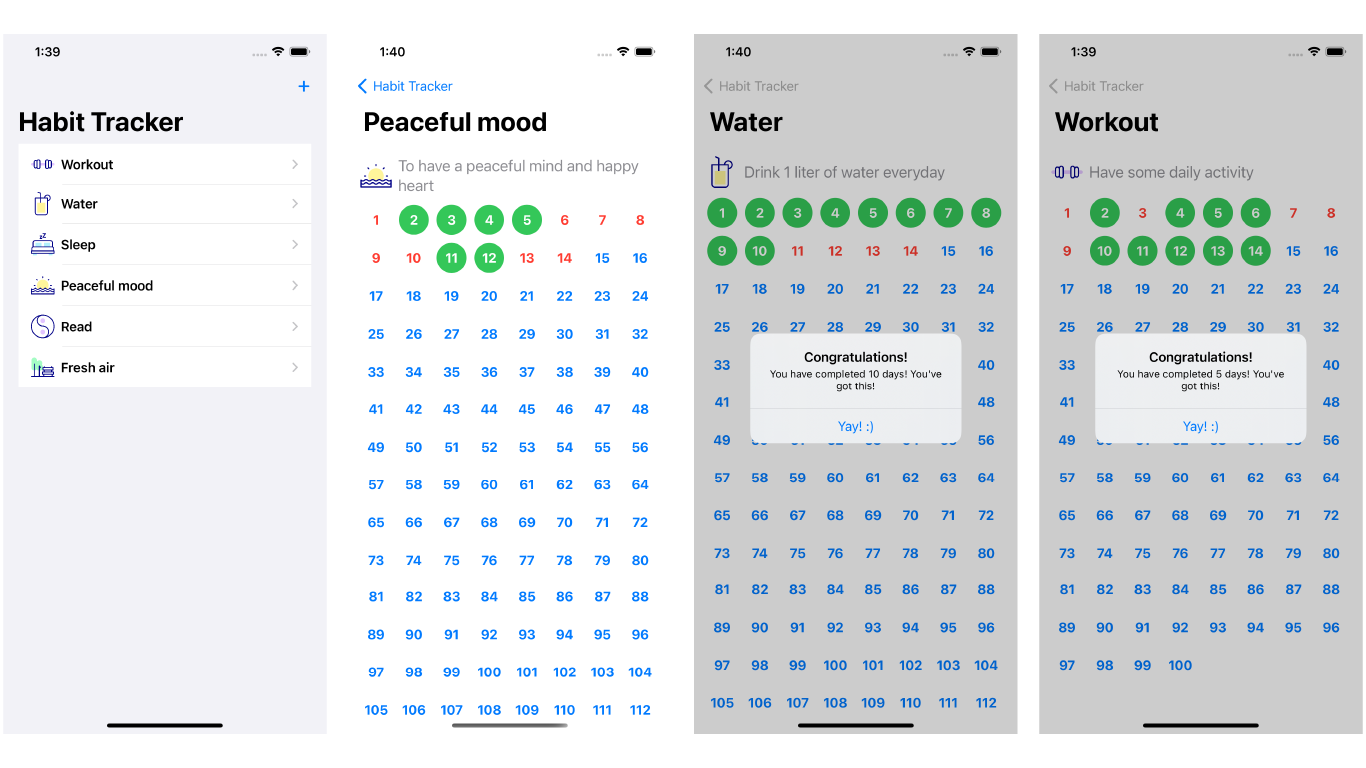 1:39
+
Habit Tracker
Workout
Water
Sleep
Peaceful mood
Read
Fresh air
1:40
Habit Tracker
Peaceful mood
To have a peaceful mind and happy
heart
1 2 3 4 5 6 7 8
9 10 11 12 13 14 15 16
17 18 19 20 21 22 23 24
25 26 27 28 29 30 31 32
33 34 35 36 37 38 39 40
41 42 43 44 45 46 47 48
49 50 51 52 53 54 55 56
57 58 59 60 61 62 63 64
65 66 67 68 69 70 71 72
73 74 75 76 77 78 79 80
81 82 83 84 85 86 87 88
89 90 91 92 93 94 95 96
97 98 99 100 101 102 103 104
105 106 107 108 109 110 111 112
1:40
Habit Tracker
Water
Drink 1 liter of water everyday
1 2 3 4 5 6 7 8
9 10 11 12 13 14 15 16
17 18 19 20 21 22 23 24
25 26 27 28 29 30 31 32
33 40
41 48
49 56
Congratulations!
You have completed 10 days! You've
got this!
Yay! :)
57 58 59 60 61 62 63 64
65 66 67 68 69 70 71 72
73 74 75 76 77 78 79 80
81 82 83 84 85 86 87 88
89 90 91 92 93 94 95 96
97 98 99 100 101 102 103 104
105 106 107 108 109 110 111 112
1:39
Habit Tracker
Workout
Have some daily activity
1 2 3 4 5 6 7 8
9 10 11 12 13 14 15 16
17 18 19 20 21 22 23 24
25 26 27 28 29 30 31 32
33 40
41 48
49 56
Congratulations!
You have completed 5 days! You've
got this!
Yay! :)
57 58 59 60 61 62 63 64
65 66 67 68 69 70 71 72
73 74 75 76 77 78 79 80
81 82 83 84 85 86 87 88
89 90 91 92 93 94 95 96
97 98 99 100